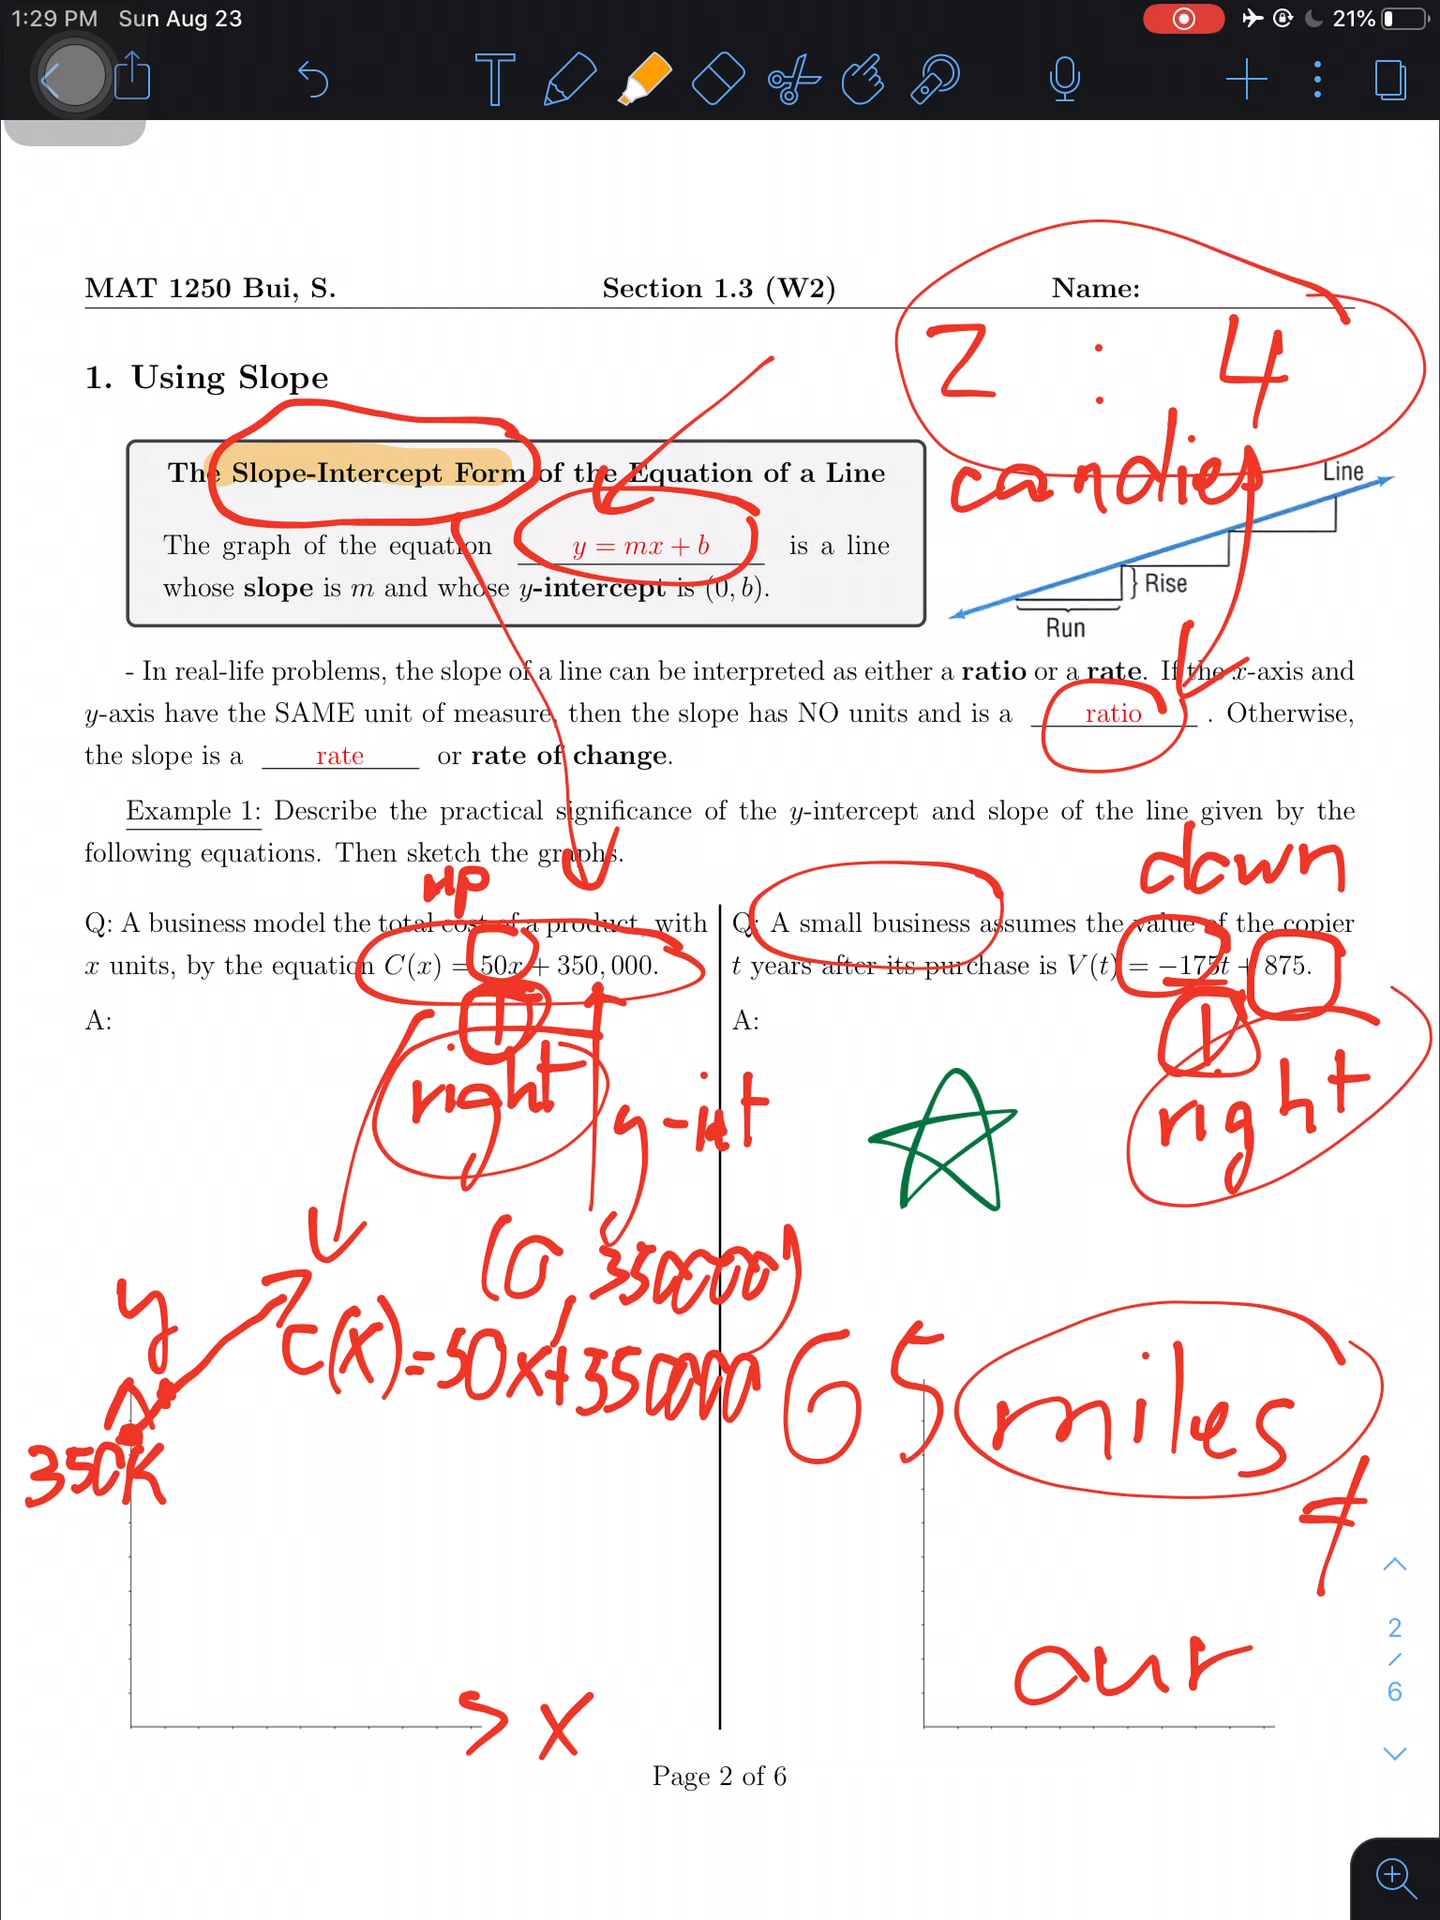 1:29 PM Sun Aug 23
21%
MAT 1250 Bui, S. Section 1.3 (W2) Name:
2 : 4
1. Using Slope
candies
The Slope-Intercept Form of the Equation of a Line
Line
The graph of the equation y = mx + b is a line
whose slope is m and whose y-intercept is (0, b).
Rise
Run
- In real-life problems, the slope of a line can be interpreted as either a ratio or a rate. If the x-axis and
y-axis have the SAME unit of measure, then the slope has NO units and is a ratio . Otherwise,
the slope is a rate or rate of change.
Example 1: Describe the practical significance of the y-intercept and slope of the line given by the
following equations. Then sketch the graphs.
up
down
Q: A business model the total cost of a product, with
x units, by the equation C(x) = 50x + 350,000.
Q: A small business assumes the value of the copier
t years after its purchase is V(t) = −175t + 875.
A:
1
right
y-int
A:
1
right
(0, 350000)
y
C(x)=50x+350000
65 miles
350K
x
Page 2 of 6
2
/
6